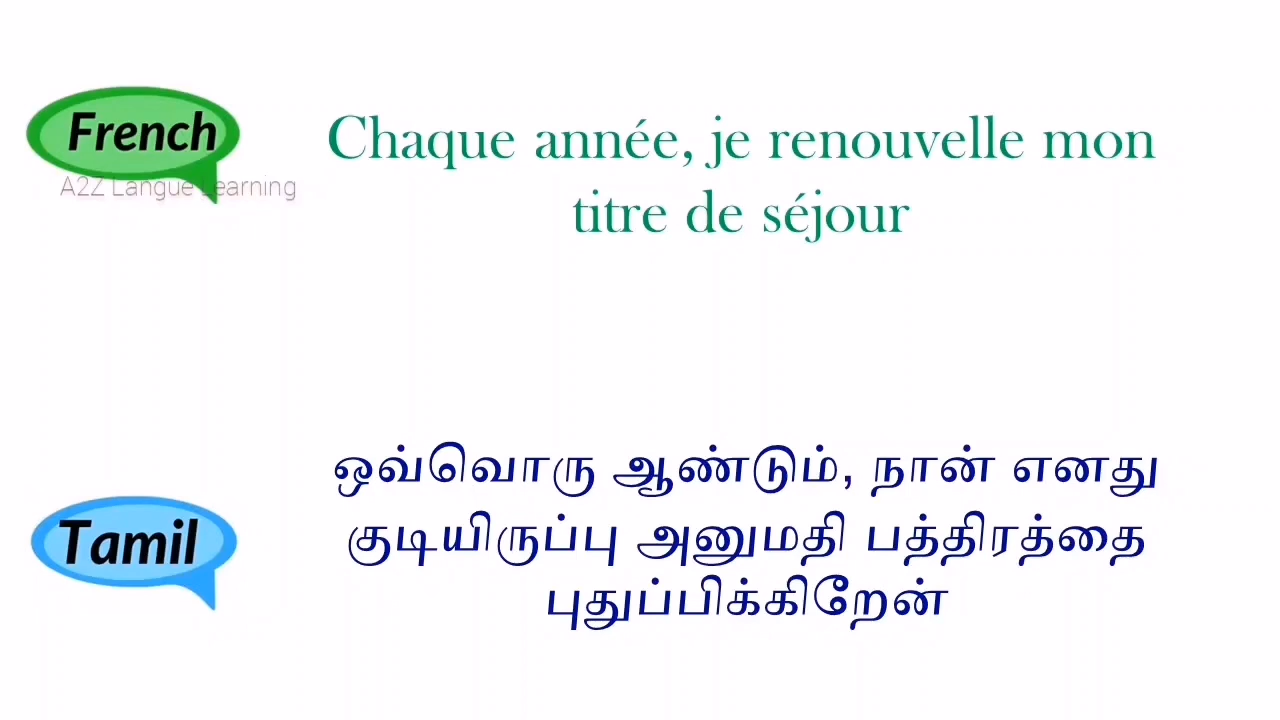 French
A2Z Langue Learning
Chaque année, je renouvelle mon
titre de séjour
Tamil
ஒவ்வொரு ஆண்டும், நான் எனது
குடியிருப்பு அனுமதி பத்திரத்தை
புதுப்பிக்கிறேன்